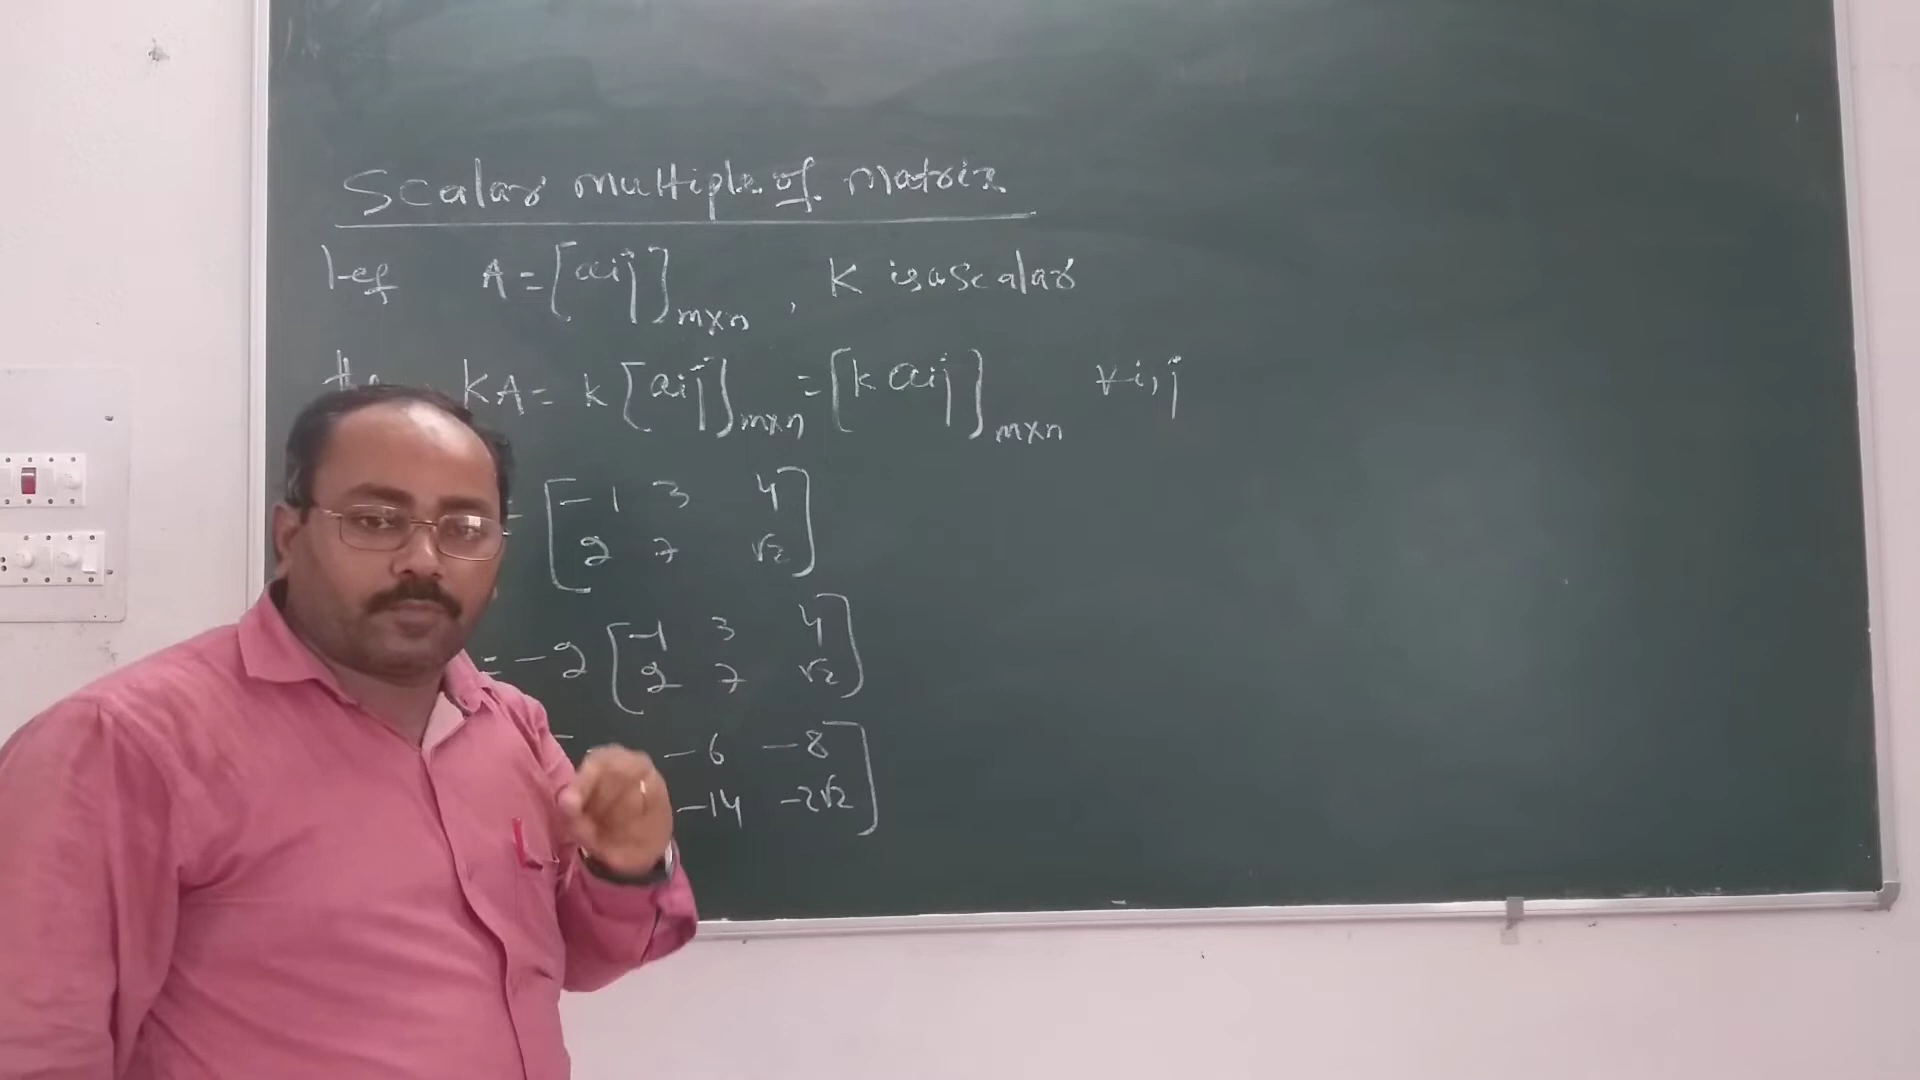 Scalar multiple of matrix
let A = [aij]m×n, K is a scalar
KA = k [aij]m×n = [k aij]m×n ∀ i, j
= [ -1 3 4
2 7 √2 ]
= -2 [ -1 3 4
2 7 √2 ]
-6 -8
-14 -2√2 ]